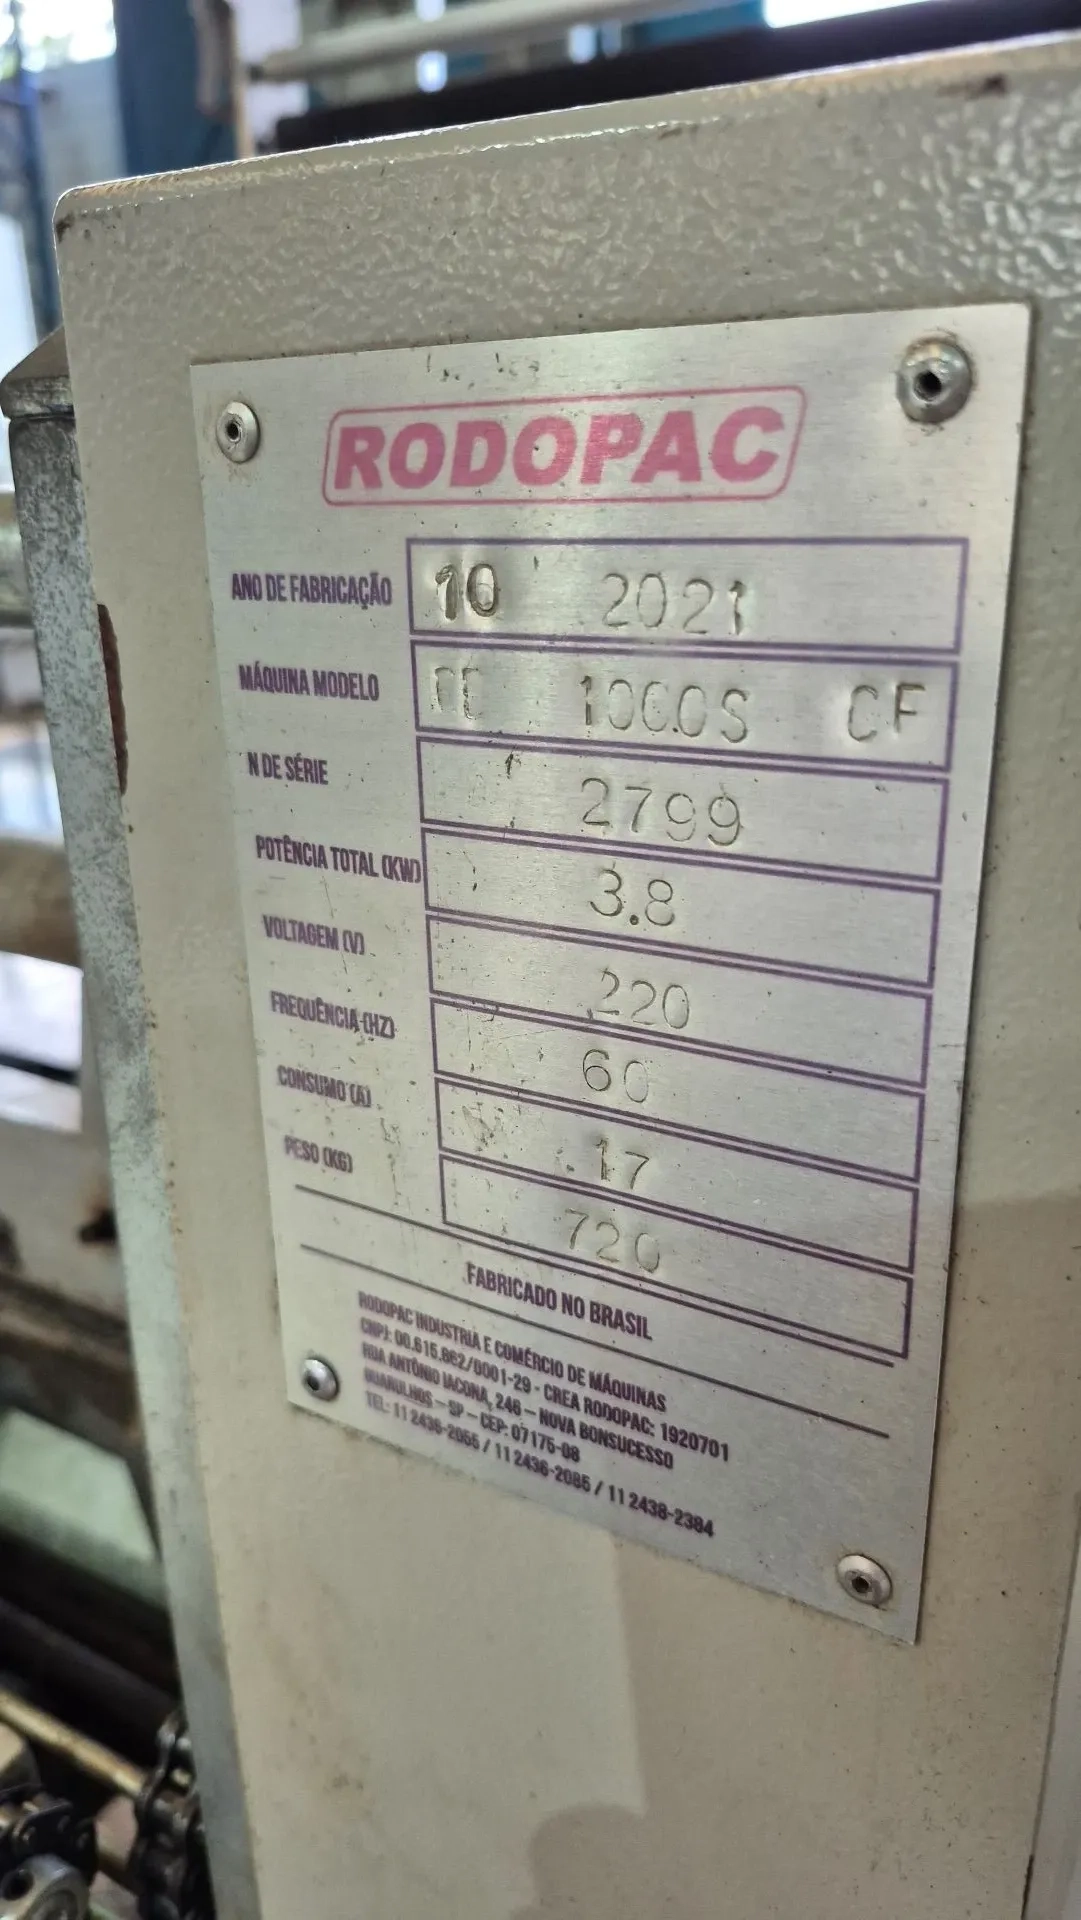 RODOPAC
ANO DE FABRICAÇÃO 10 2021
MÁQUINA MODELO 1000S CF
N DE SÉRIE 2799
POTÊNCIA TOTAL (KW) 3.8
VOLTAGEM (V) 220
FREQUÊNCIA (HZ) 60
CONSUMO (A) 17
PESO (KG) 720
FABRICADO NO BRASIL
RODOPAC INDUSTRIA E COMÉRCIO DE MÁQUINAS
CNPJ: 00.615.862/0001-29 - CREA RODOPAC: 1920701
RUA ANTÔNIO IACONA, 246 – NOVA BONSUCESSO
GUARULHOS – SP – CEP: 07175-08
TEL: 11 2436-2055 / 11 2436-2085 / 11 2438-2384